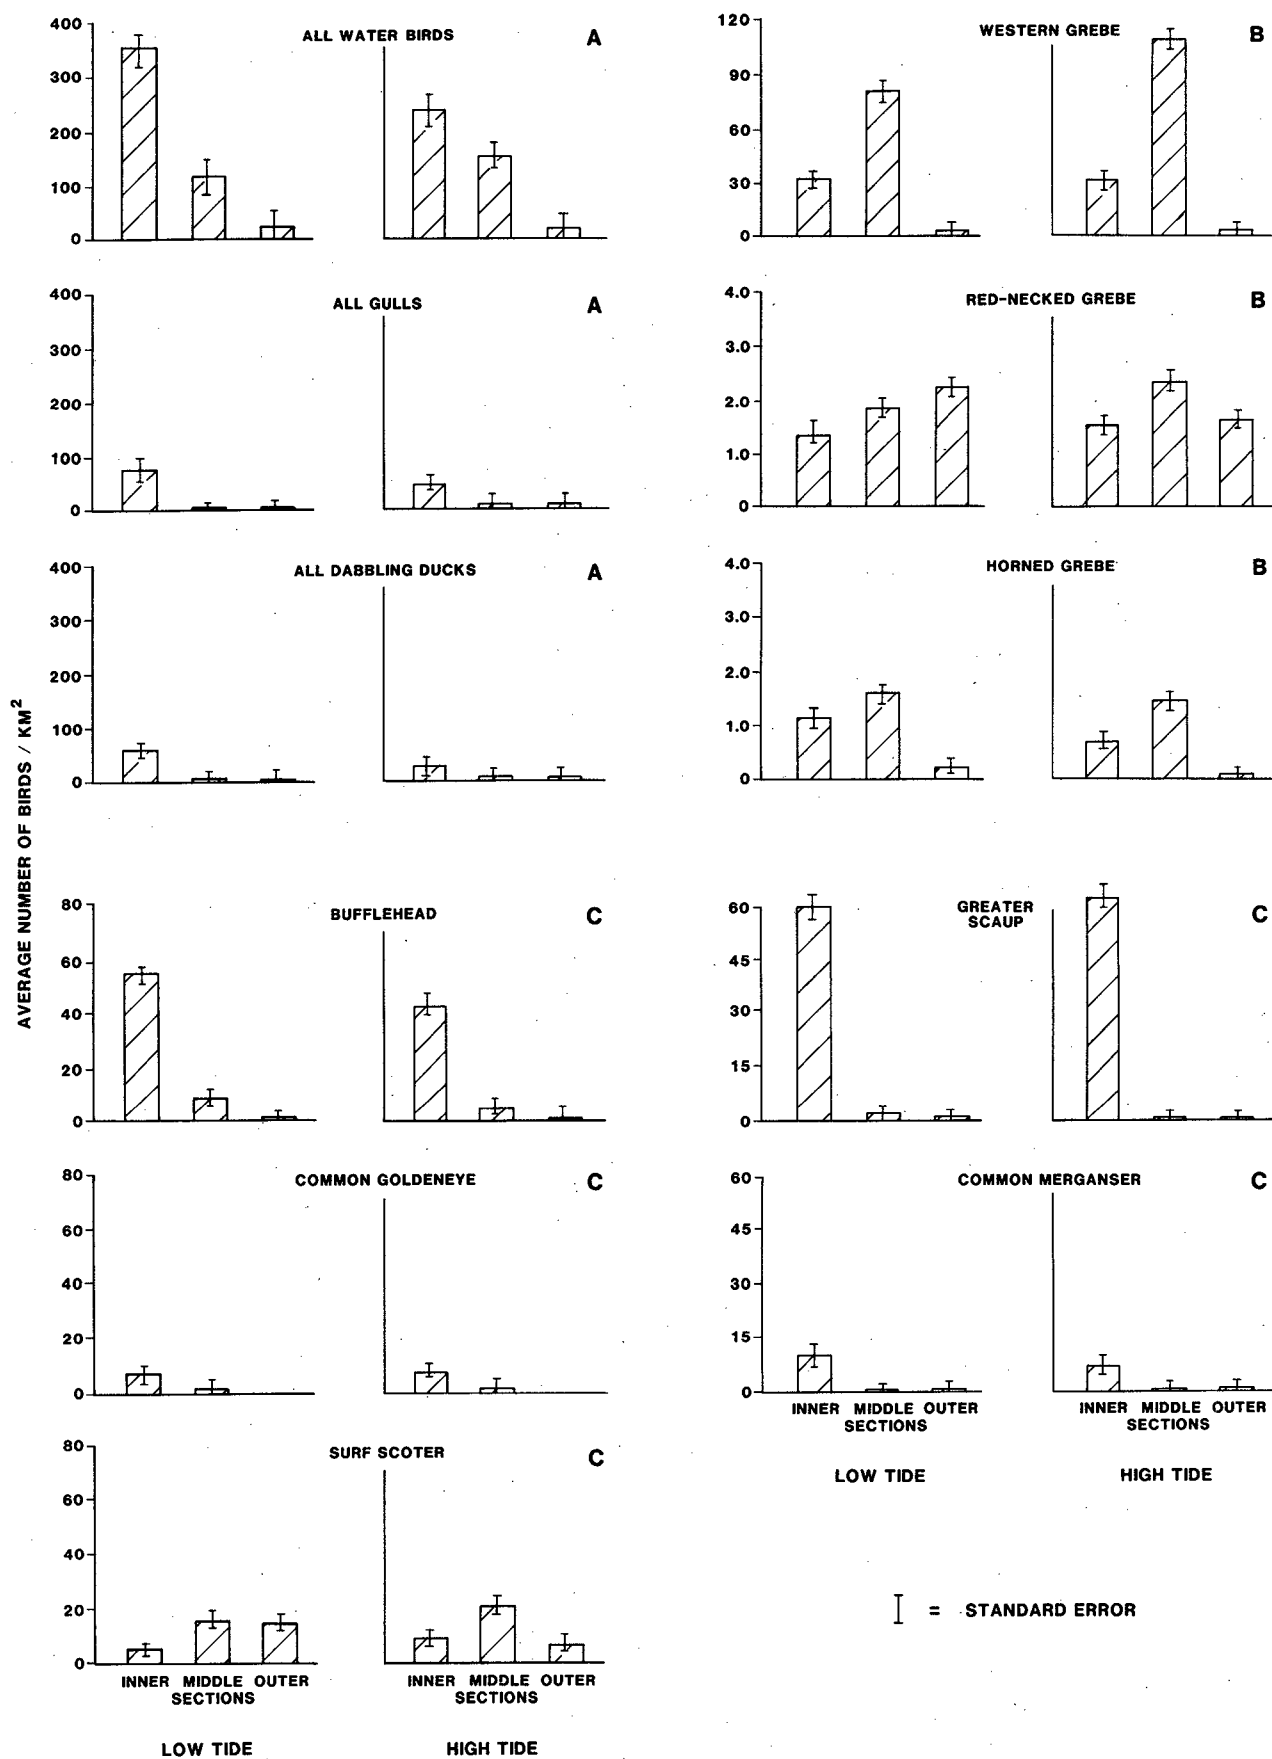 400
300
200
100
0
ALL WATER BIRDS
A
120
90
60
30
0
WESTERN GREBE
B
400
300
200
100
0
ALL GULLS
A
4.0
3.0
2.0
1.0
0
RED-NECKED GREBE
B
400
300
200
100
0
ALL DABBLING DUCKS
A
4.0
3.0
2.0
1.0
0
HORNED GREBE
B
AVERAGE NUMBER OF BIRDS / KM2
80
60
40
20
0
BUFFLEHEAD
C
60
45
30
15
0
GREATER
SCAUP
C
80
60
40
20
0
COMMON GOLDENEYE
C
60
45
30
15
0
COMMON MERGANSER
C
INNER MIDDLE OUTER
SECTIONS
INNER MIDDLE OUTER
SECTIONS
LOW TIDE
HIGH TIDE
80
60
40
20
0
SURF SCOTER
C
INNER MIDDLE OUTER
SECTIONS
INNER MIDDLE OUTER
SECTIONS
LOW TIDE
HIGH TIDE
= STANDARD ERROR